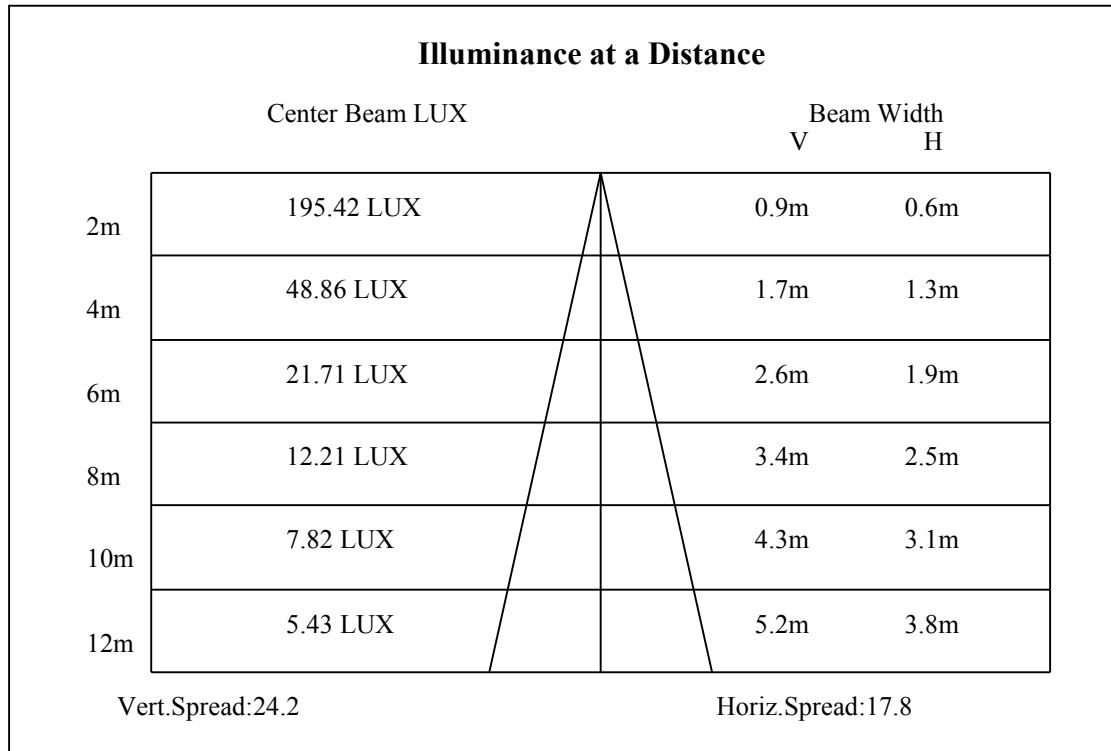 Illuminance at a Distance
Center Beam LUX Beam Width
V H
2m 195.42 LUX 0.9m 0.6m
4m 48.86 LUX 1.7m 1.3m
6m 21.71 LUX 2.6m 1.9m
8m 12.21 LUX 3.4m 2.5m
10m 7.82 LUX 4.3m 3.1m
12m 5.43 LUX 5.2m 3.8m
Vert.Spread:24.2 Horiz.Spread:17.8